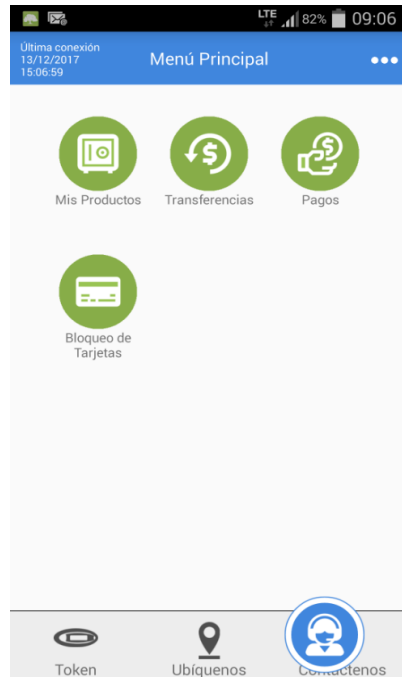 LTE 82% 09:06
Última conexión
13/12/2017
15:06:59
Menú Principal
Mis Productos
Transferencias
Pagos
Bloqueo de
Tarjetas
Token
Ubíquenos
Contáctenos